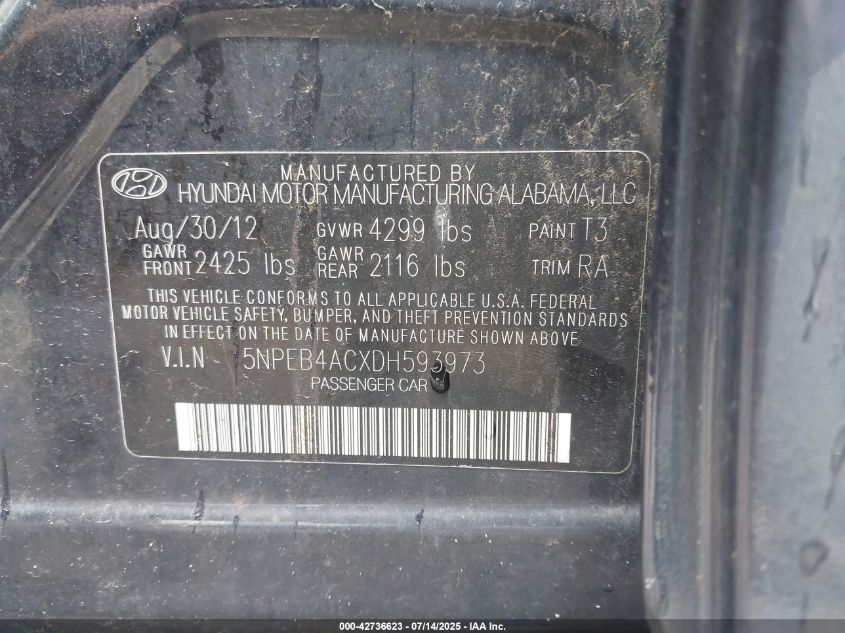 MANUFACTURED BY
HYUNDAI MOTOR MANUFACTURING ALABAMA, LLC
Aug/30/12 GVWR 4299 lbs PAINT T3
GAWR FRONT 2425 lbs GAWR REAR 2116 lbs TRIM RA
THIS VEHICLE CONFORMS TO ALL APPLICABLE U.S.A. FEDERAL
MOTOR VEHICLE SAFETY, BUMPER, AND THEFT PREVENTION STANDARDS
IN EFFECT ON THE DATE OF MANUFACTURE SHOWN ABOVE
V.I.N 5NPEB4ACXDH593973
PASSENGER CAR
000-42736623 - 07/14/2025 - IAA Inc.